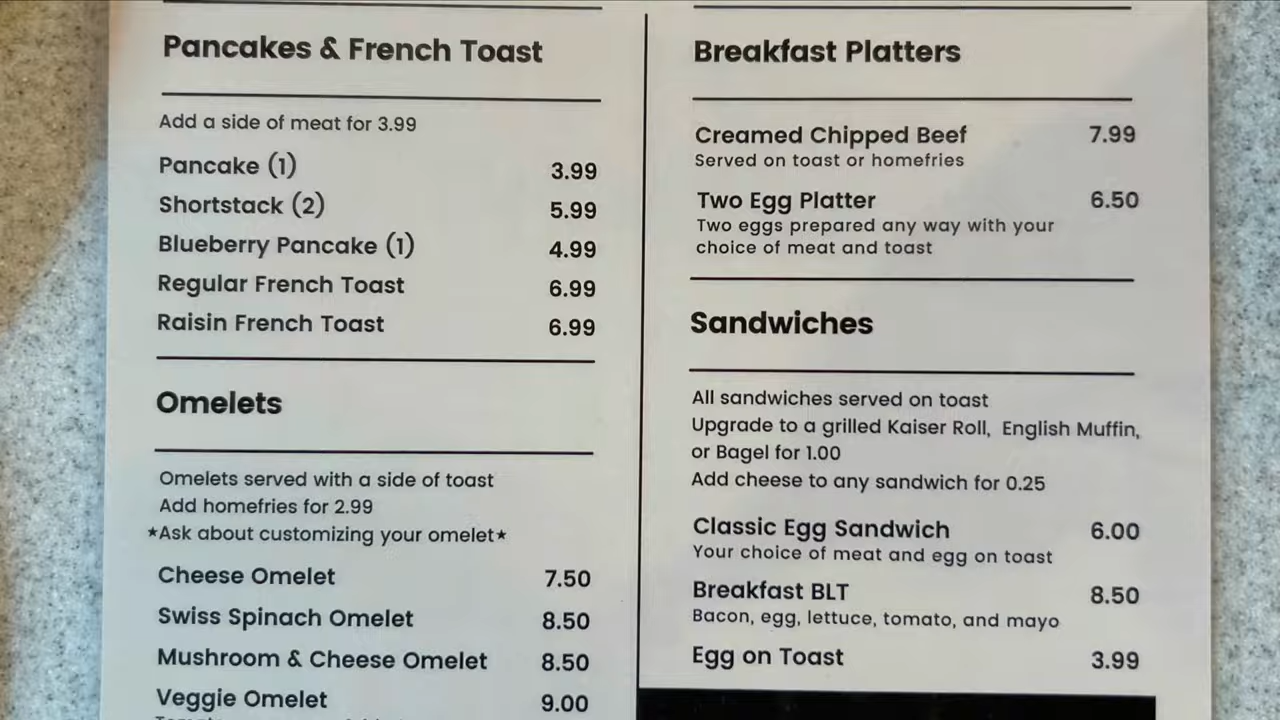 Pancakes & French Toast
Add a side of meat for 3.99
Pancake (1) 3.99
Shortstack (2) 5.99
Blueberry Pancake (1) 4.99
Regular French Toast 6.99
Raisin French Toast 6.99
Omelets
Omelets served with a side of toast
Add homefries for 2.99
★Ask about customizing your omelet★
Cheese Omelet 7.50
Swiss Spinach Omelet 8.50
Mushroom & Cheese Omelet 8.50
Veggie Omelet 9.00
Breakfast Platters
Creamed Chipped Beef 7.99
Served on toast or homefries
Two Egg Platter 6.50
Two eggs prepared any way with your
choice of meat and toast
Sandwiches
All sandwiches served on toast
Upgrade to a grilled Kaiser Roll, English Muffin,
or Bagel for 1.00
Add cheese to any sandwich for 0.25
Classic Egg Sandwich 6.00
Your choice of meat and egg on toast
Breakfast BLT 8.50
Bacon, egg, lettuce, tomato, and mayo
Egg on Toast 3.99